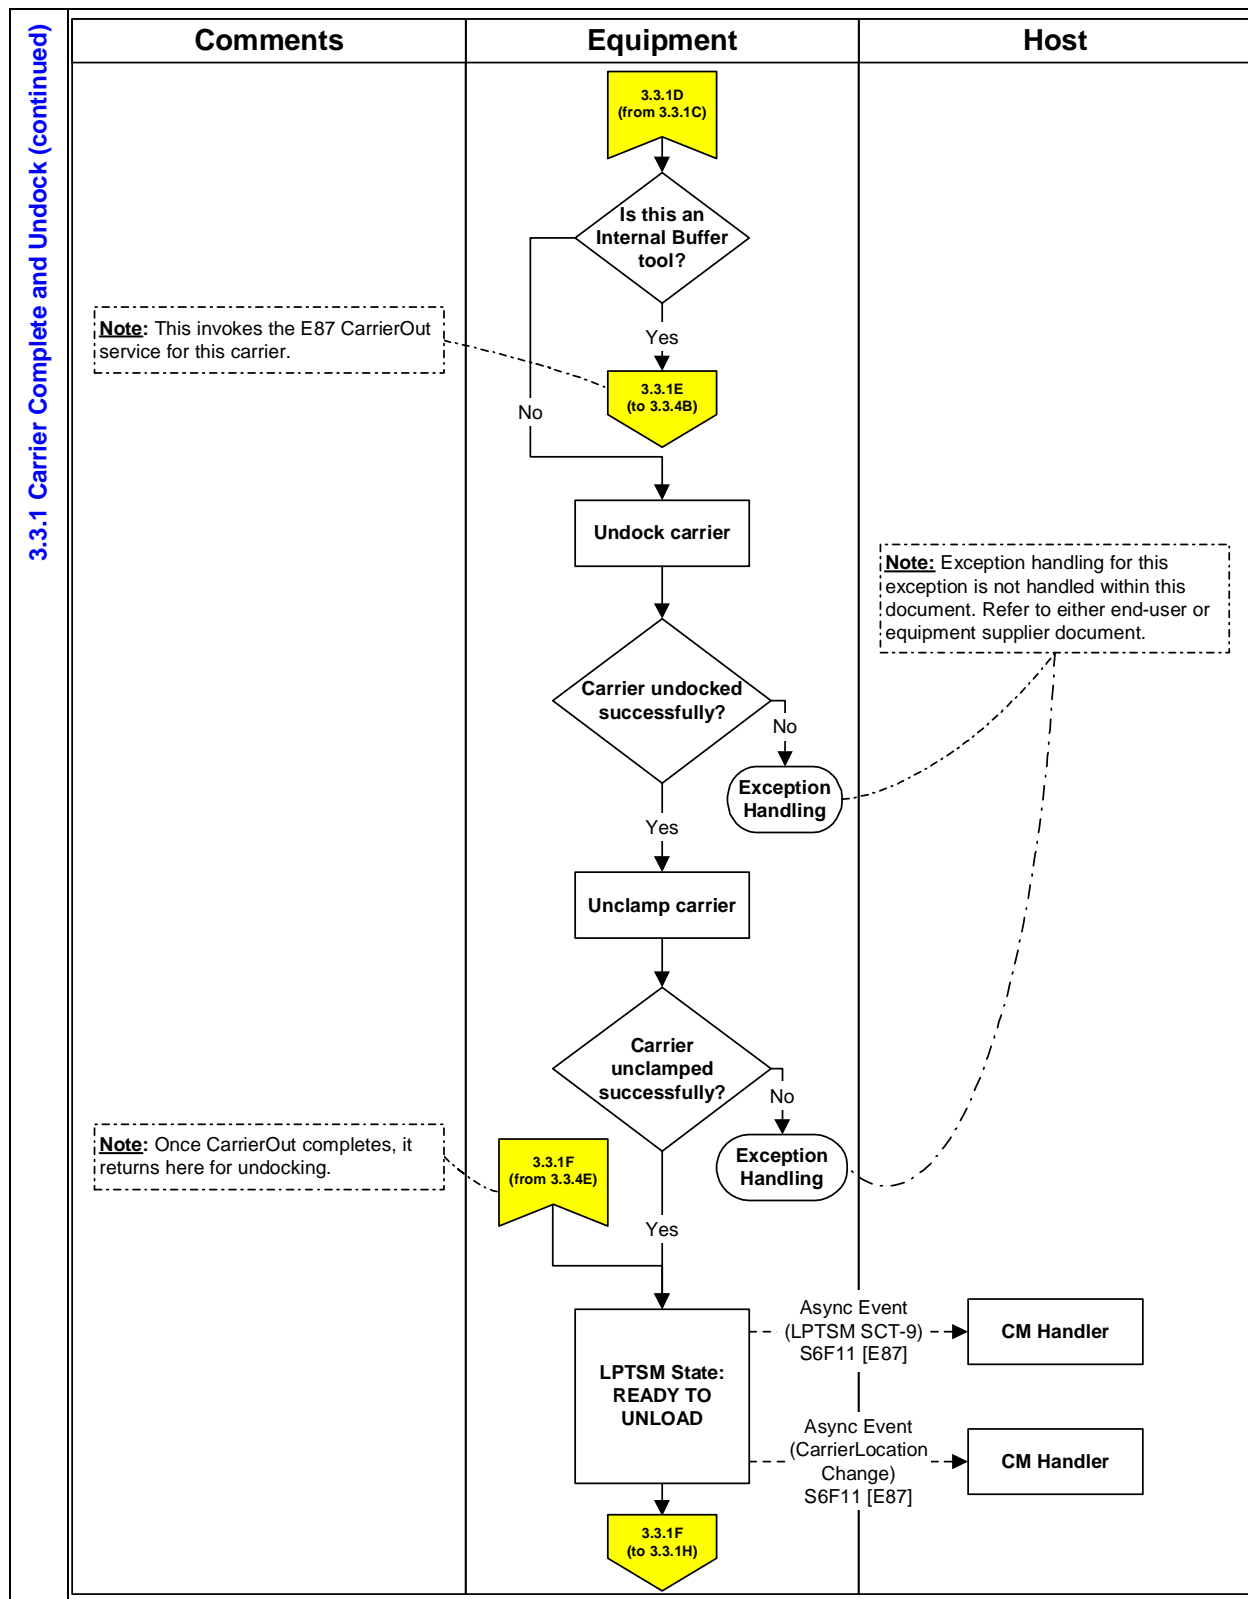 3.3.1 Carrier Complete and Undock (continued)
Comments
Equipment
Host
3.3.1D
(from 3.3.1C)
Is this an
Internal Buffer
tool?
Note: This invokes the E87 CarrierOut
service for this carrier.
Yes
3.3.1E
(to 3.3.4B)
No
Undock carrier
Note: Exception handling for this
exception is not handled within this
document. Refer to either end-user or
equipment supplier document.
Carrier undocked
successfully?
No
Exception
Handling
Yes
Unclamp carrier
Carrier
unclamped
successfully?
No
Note: Once CarrierOut completes, it
returns here for undocking.
3.3.1F
(from 3.3.4E)
Exception
Handling
Yes
Async Event
(LPTSM SCT-9)
S6F11 [E87]
CM Handler
LPTSM State:
READY TO
UNLOAD
Async Event
(CarrierLocation
Change)
S6F11 [E87]
CM Handler
3.3.1F
(to 3.3.1H)